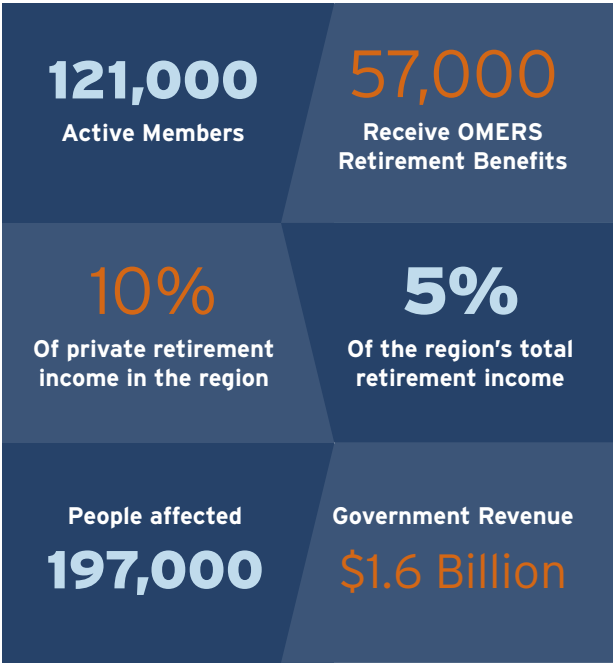 121,000
Active Members
57,000
Receive OMERS
Retirement Benefits
10%
Of private retirement
income in the region
5%
Of the region's total
retirement income
People affected
197,000
Government Revenue
$1.6 Billion